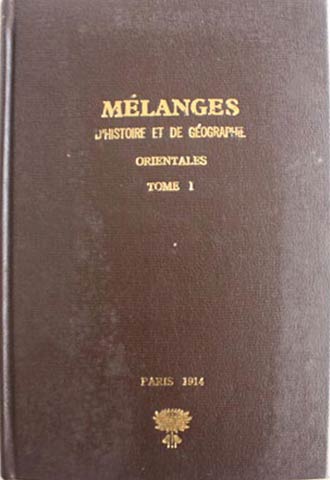 MÉLANGES
D'HISTOIRE ET DE GÉOGRAPHIE
ORIENTALES
TOME 1
PARIS 1914